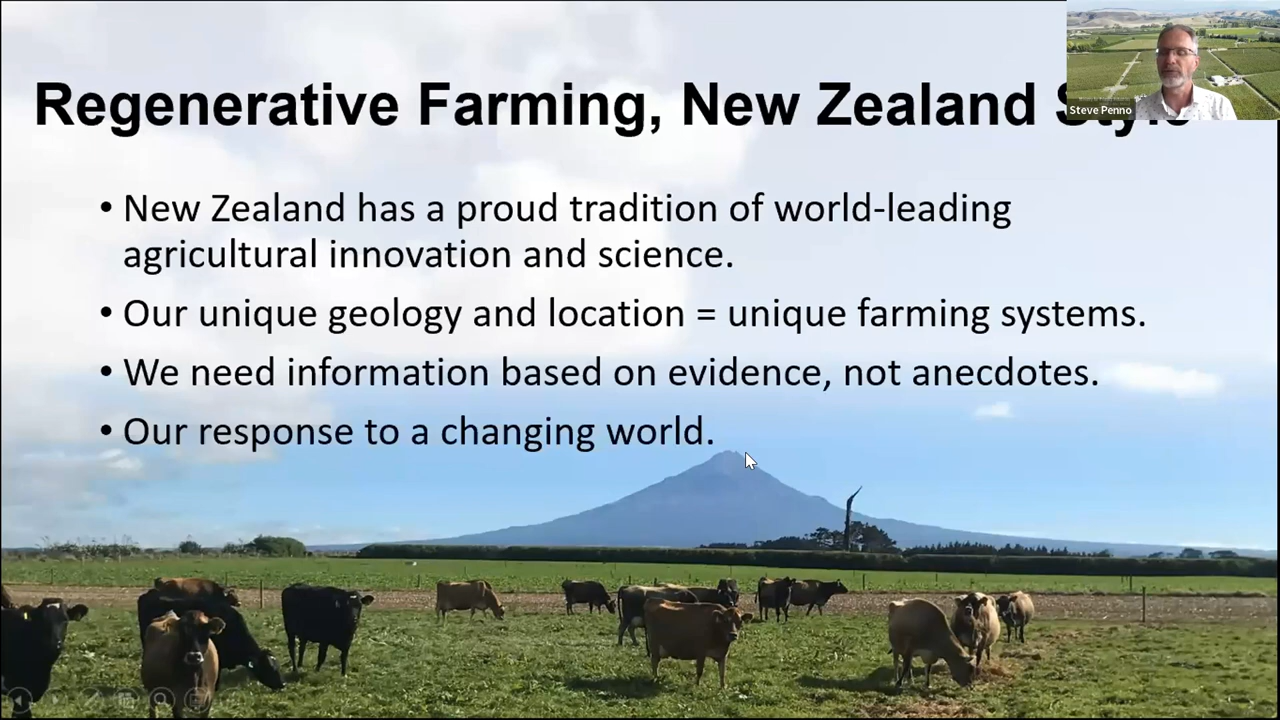 Regenerative Farming, New Zealand Style
Steve Penno
• New Zealand has a proud tradition of world-leading
agricultural innovation and science.
• Our unique geology and location = unique farming systems.
• We need information based on evidence, not anecdotes.
• Our response to a changing world.